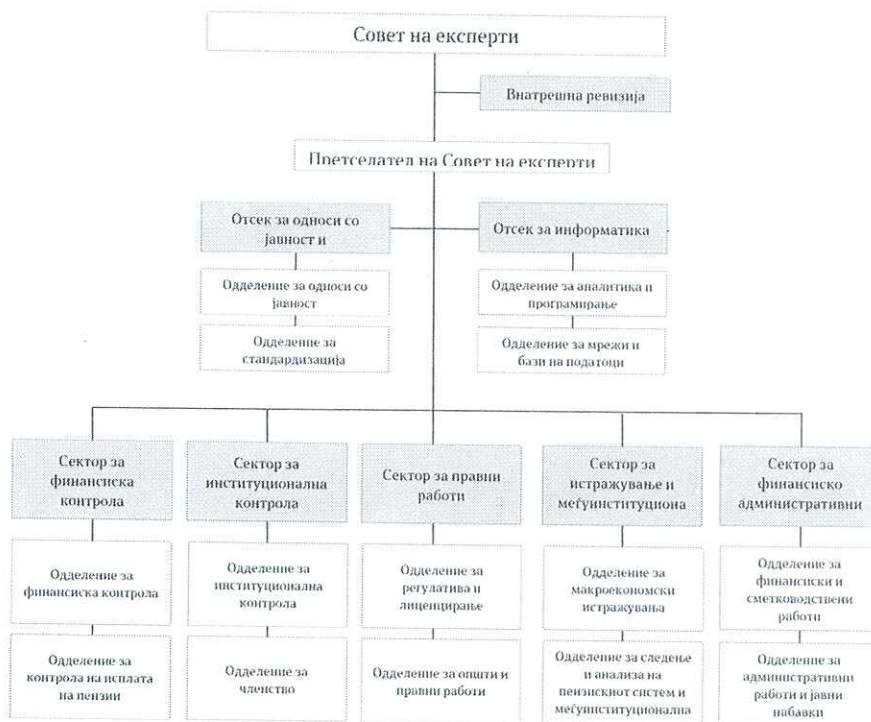 Совет на експерти
Внатрешна ревизија
Претселател на Совет на експерти
Отсек за односи со
јавност и
Отсек за информатика
Одделение за односи со
јавност
Одделение за аналитика и
програмирање
Одделение за
стандардизација
Одделение за мрежи и
бази на податоци
Сектор за
финансиска
контрола
Сектор за
институционална
контрола
Сектор за правни
работи
Сектор за
истражување и
меѓуинституциона
Сектор за
финансиско
административни
Одделение за
финансиска контрола
Одделение за
институционална
контрола
Одделение за
регулатива и
лиценцирање
Одделение за
макроекономски
истражувања
Одделение за
финансиски и
сметководствени
работи
Одделение за
контрола на исплата
на пензии
Одделение за
членство
Одделение за општи и
правни работи
Одделение за следење
и анализа на
пензискиот систем и
меѓуинституционална
Одделение за
административни
работи и јавни
набавки